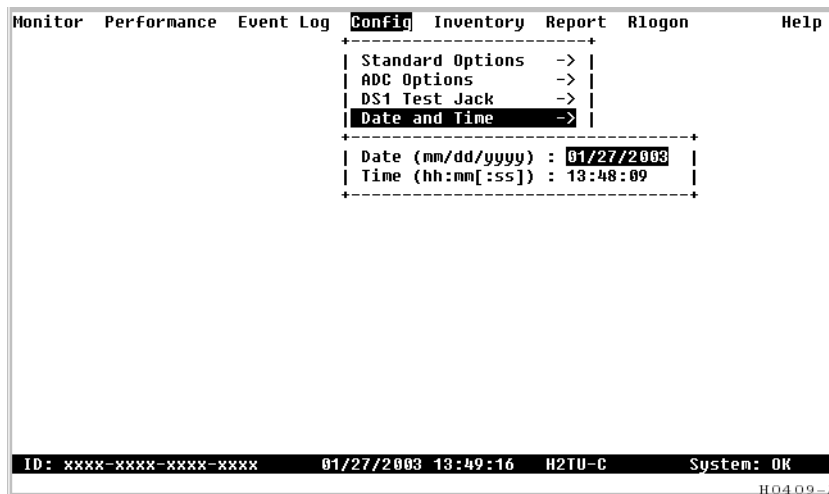 Monitor Performance Event Log Config Inventory Report Rlogon Help
Standard Options ->
ADC Options ->
DS1 Test Jack ->
Date and Time ->
Date (mm/dd/yyyy) : 01/27/2003
Time (hh:mm[:ss]) : 13:48:09
ID: xxxx-xxxx-xxxx-xxxx 01/27/2003 13:49:16 H2TU-C System: OK